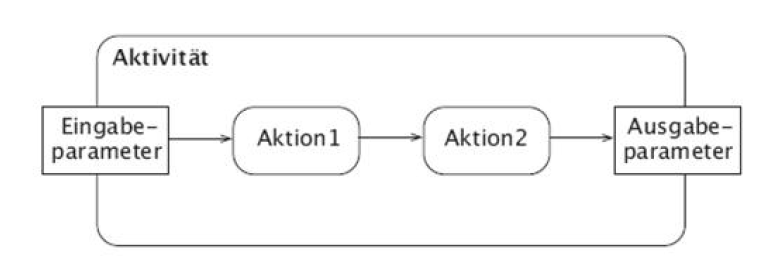 Aktivität
Eingabe-
parameter
Aktion1
Aktion2
Ausgabe-
parameter